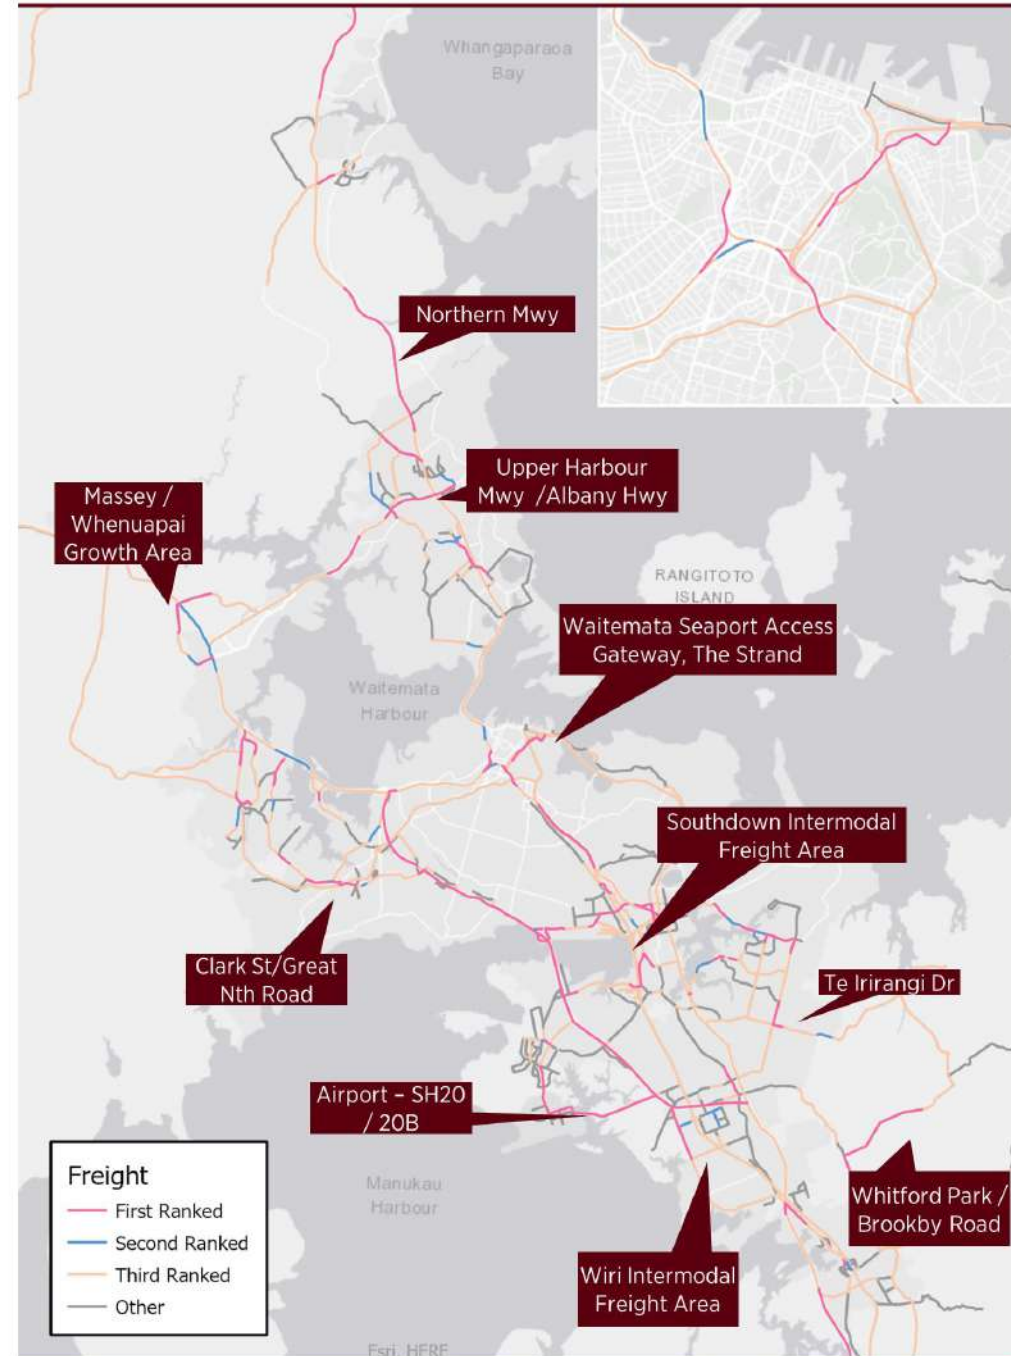 Whangaparaoa
Bay
Northern Mwy
Upper Harbour
Mwy /Albany Hwy
Massey /
Whenuapai
Growth Area
RANGITOTO
ISLAND
Waitemata Seaport Access
Gateway, The Strand
Waitemata
Harbour
Southdown Intermodal
Freight Area
Clark St/Great
Nth Road
Te Irirangi Dr
Airport – SH20
/ 20B
Manukau
Harbour
Whitford Park /
Brookby Road
Wiri Intermodal
Freight Area
Freight
First Ranked
Second Ranked
Third Ranked
Other
Esri, HERE